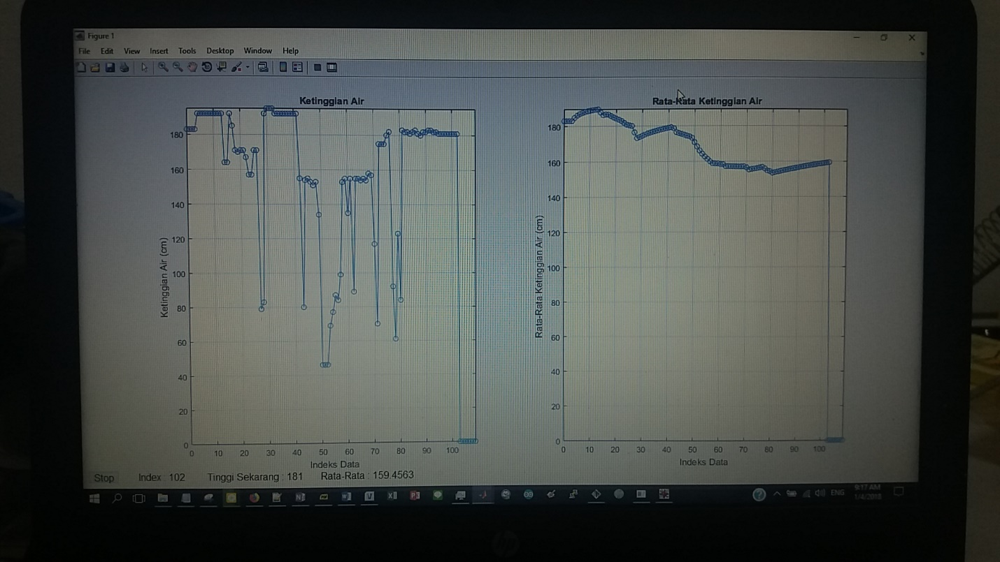 Figure 1
File Edit View Insert Tools Desktop Window Help
Ketinggian Air
Ketinggian Air (cm)
180
160
140
120
100
80
60
40
20
0
0 10 20 30 40 50 60 70 80 90 100
Indeks Data
Rata-Rata Ketinggian Air
Rata-Rata Ketinggian Air (cm)
180
160
140
120
100
80
60
40
20
0
0 10 20 30 40 50 60 70 80 90 100
Indeks Data
Stop Index : 102 Tinggi Sekarang : 181 Rata-Rata : 159.4563
ENG
9:17 AM
1/4/2018
hp